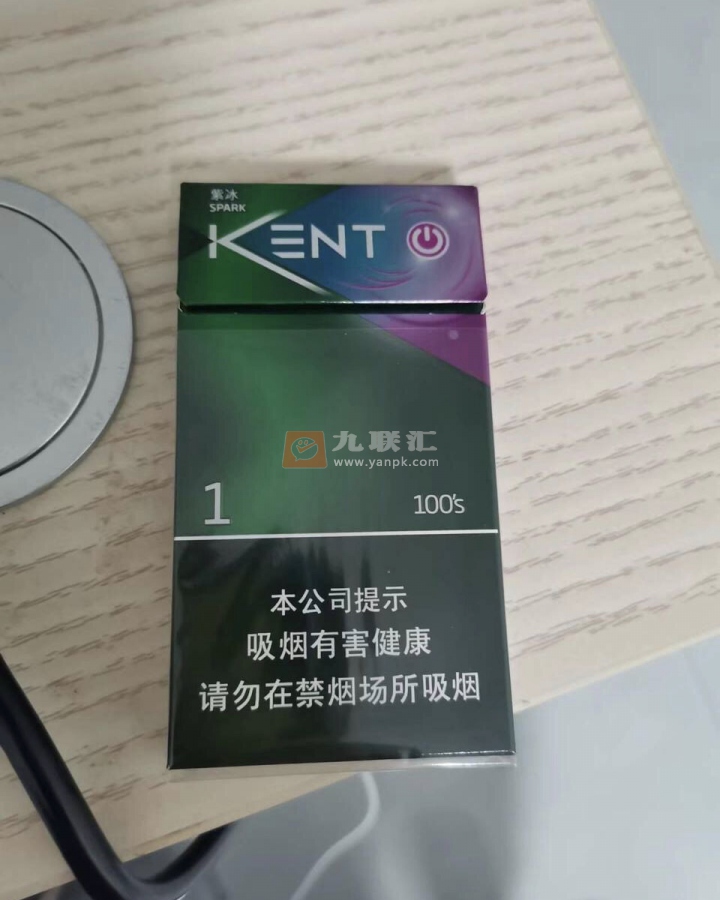 紫冰
SPARK
KENT
九联汇
www.yanpk.com
1
100's
本公司提示
吸烟有害健康
请勿在禁烟场所吸烟